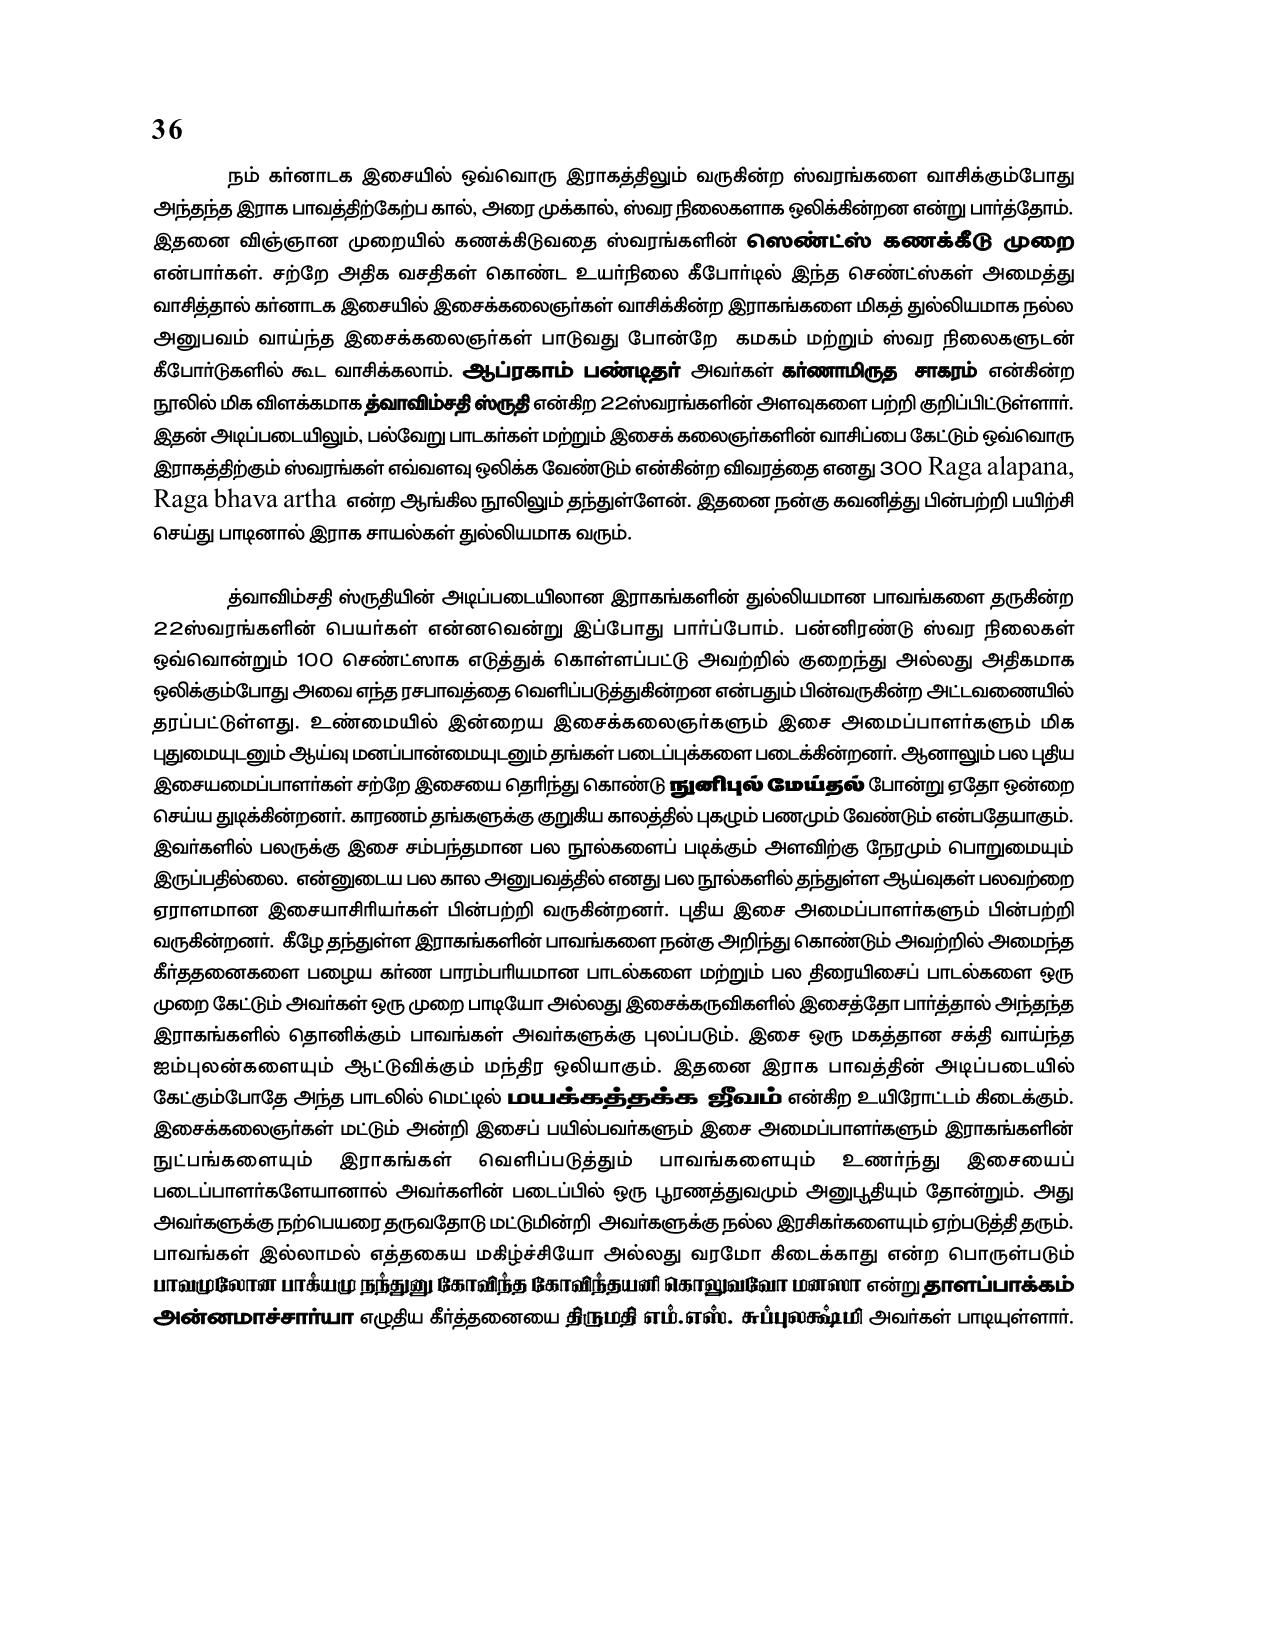 36
நம் கர்னாடக இசையில் ஒவ்வொரு இராகத்திலும் வருகின்ற ஸ்வரங்களை வாசிக்கும்போது
அந்தந்த இராக பாவத்திற்கேற்ப கால், அரை முக்கால், ஸ்வர நிலைகளாக ஒலிக்கின்றன என்று பார்த்தோம்.
இதனை விஞ்ஞான முறையில் கணக்கிடுவதை ஸ்வரங்களின் ஸெண்ட்ஸ் கணக்கீடு முறை
என்பார்கள். சற்றே அதிக வசதிகள் கொண்ட உயர்நிலை கீபோர்டில் இந்த செண்ட்ஸ்கள் அமைத்து
வாசித்தால் கர்னாடக இசையில் இசைக்கலைஞர்கள் வாசிக்கின்ற இராகங்களை மிகத் துல்லியமாக நல்ல
அனுபவம் வாய்ந்த இசைக்கலைஞர்கள் பாடுவது போன்றே கமகம் மற்றும் ஸ்வர நிலைகளுடன்
கீபோர்டுகளில் கூட வாசிக்கலாம். ஆப்ரகாம் பண்டிதர் அவர்கள் கர்ணாமிருத சாகரம் என்கின்ற
நூலில் மிக விளக்கமாக த்வாவிம்சதி ஸ்ருதி என்கிற 22ஸ்வரங்களின் அளவுகளை பற்றி குறிப்பிட்டுள்ளார்.
இதன் அடிப்படையிலும், பல்வேறு பாடகர்கள் மற்றும் இசைக் கலைஞர்களின் வாசிப்பை கேட்டும் ஒவ்வொரு
இராகத்திற்கும் ஸ்வரங்கள் எவ்வளவு ஒலிக்க வேண்டும் என்கின்ற விவரத்தை எனது 300 Raga alapana,
Raga bhava artha என்ற ஆங்கில நூலிலும் தந்துள்ளேன். இதனை நன்கு கவனித்து பின்பற்றி பயிற்சி
செய்து பாடினால் இராக சாயல்கள் துல்லியமாக வரும்.
த்வாவிம்சதி ஸ்ருதியின் அடிப்படையிலான இராகங்களின் துல்லியமான பாவங்களை தருகின்ற
22ஸ்வரங்களின் பெயர்கள் என்னவென்று இப்போது பார்ப்போம். பன்னிரண்டு ஸ்வர நிலைகள்
ஒவ்வொன்றும் 100 செண்ட்ஸாக எடுத்துக் கொள்ளப்பட்டு அவற்றில் குறைந்து அல்லது அதிகமாக
ஒலிக்கும்போது அவை எந்த ரசபாவத்தை வெளிப்படுத்துகின்றன என்பதும் பின்வருகின்ற அட்டவணையில்
தரப்பட்டுள்ளது. உண்மையில் இன்றைய இசைக்கலைஞர்களும் இசை அமைப்பாளர்களும் மிக
புதுமையுடனும் ஆய்வு மனப்பான்மையுடனும் தங்கள் படைப்புக்களை படைக்கின்றனர். ஆனாலும் பல புதிய
இசையமைப்பாளர்கள் சற்றே இசையை தெரிந்து கொண்டு நுனிபுல் மேய்தல் போன்று ஏதோ ஒன்றை
செய்ய துடிக்கின்றனர். காரணம் தங்களுக்கு குறுகிய காலத்தில் புகழும் பணமும் வேண்டும் என்பதேயாகும்.
இவர்களில் பலருக்கு இசை சம்பந்தமான பல நூல்களைப் படிக்கும் அளவிற்கு நேரமும் பொறுமையும்
இருப்பதில்லை. என்னுடைய பல கால அனுபவத்தில் எனது பல நூல்களில் தந்துள்ள ஆய்வுகள் பலவற்றை
ஏராளமான இசையாசிரியர்கள் பின்பற்றி வருகின்றனர். புதிய இசை அமைப்பாளர்களும் பின்பற்றி
வருகின்றனர். கீழே தந்துள்ள இராகங்களின் பாவங்களை நன்கு அறிந்து கொண்டும் அவற்றில் அமைந்த
கீர்ததனைகளை பழைய கர்ண பாரம்பரியமான பாடல்களை மற்றும் பல திரையிசைப் பாடல்களை ஒரு
முறை கேட்டும் அவர்கள் ஒரு முறை பாடியோ அல்லது இசைக்கருவிகளில் இசைத்தோ பார்த்தால் அந்தந்த
இராகங்களில் தொனிக்கும் பாவங்கள் அவர்களுக்கு புலப்படும். இசை ஒரு மகத்தான சக்தி வாய்ந்த
ஐம்புலன்களையும் ஆட்டுவிக்கும் மந்திர ஒலியாகும். இதனை இராக பாவத்தின் அடிப்படையில்
கேட்கும்போதே அந்த பாடலில் மெட்டில் மயக்கத்தக்க ஜீவம் என்கிற உயிரோட்டம் கிடைக்கும்.
இசைக்கலைஞர்கள் மட்டும் அன்றி இசைப் பயில்பவர்களும் இசை அமைப்பாளர்களும் இராகங்களின்
நுட்பங்களையும் இராகங்கள் வெளிப்படுத்தும் பாவங்களையும் உணர்ந்து இசையைப்
படைப்பாளர்களேயானால் அவர்களின் படைப்பில் ஒரு பூரணத்துவமும் அனுபூதியும் தோன்றும். அது
அவர்களுக்கு நற்பெயரை தருவதோடு மட்டுமின்றி அவர்களுக்கு நல்ல இரசிகர்களையும் ஏற்படுத்தி தரும்.
பாவங்கள் இல்லாமல் எத்தகைய மகிழ்ச்சியோ அல்லது வரமோ கிடைக்காது என்ற பொருள்படும்
பாவமுலோன பாக்யமு நந்துனு கோவிந்த கோவிந்தயனி கொலுவவோ மனஸா என்று தாளப்பாக்கம்
அன்னமாச்சார்யா எழுதிய கீர்த்தனையை திருமதி எம்.எஸ். சுப்புலக்ஷ்மி அவர்கள் பாடியுள்ளார்.